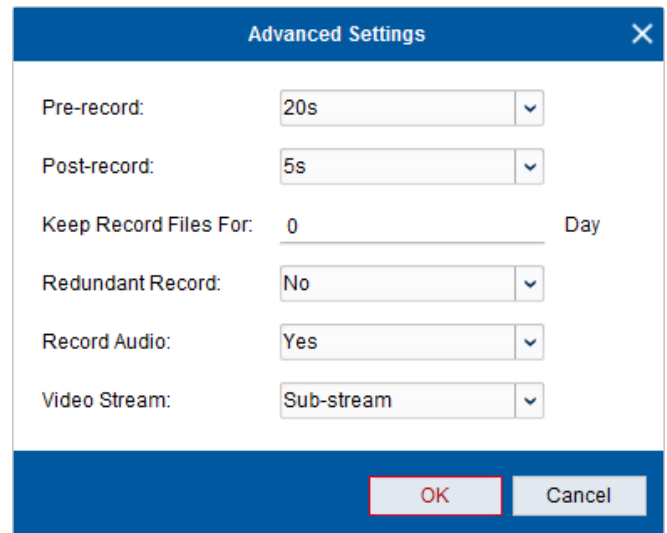 Advanced Settings
Pre-record: 20s
Post-record: 5s
Keep Record Files For: 0 Day
Redundant Record: No
Record Audio: Yes
Video Stream: Sub-stream
OK Cancel